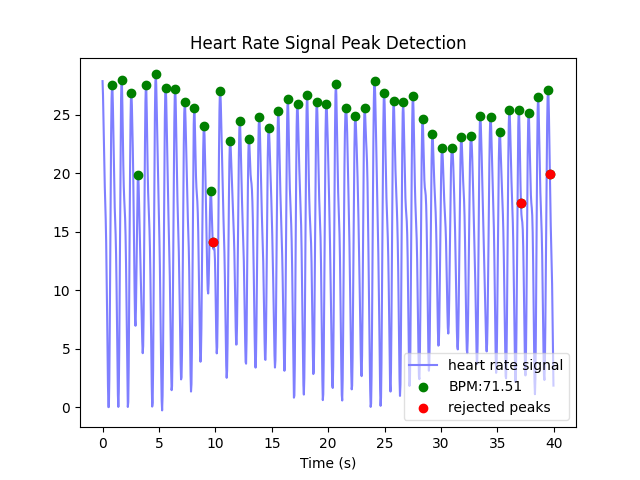 Heart Rate Signal Peak Detection
25
20
15
10
5
0
heart rate signal
BPM:71.51
rejected peaks
0 5 10 15 20 25 30 35 40
Time (s)